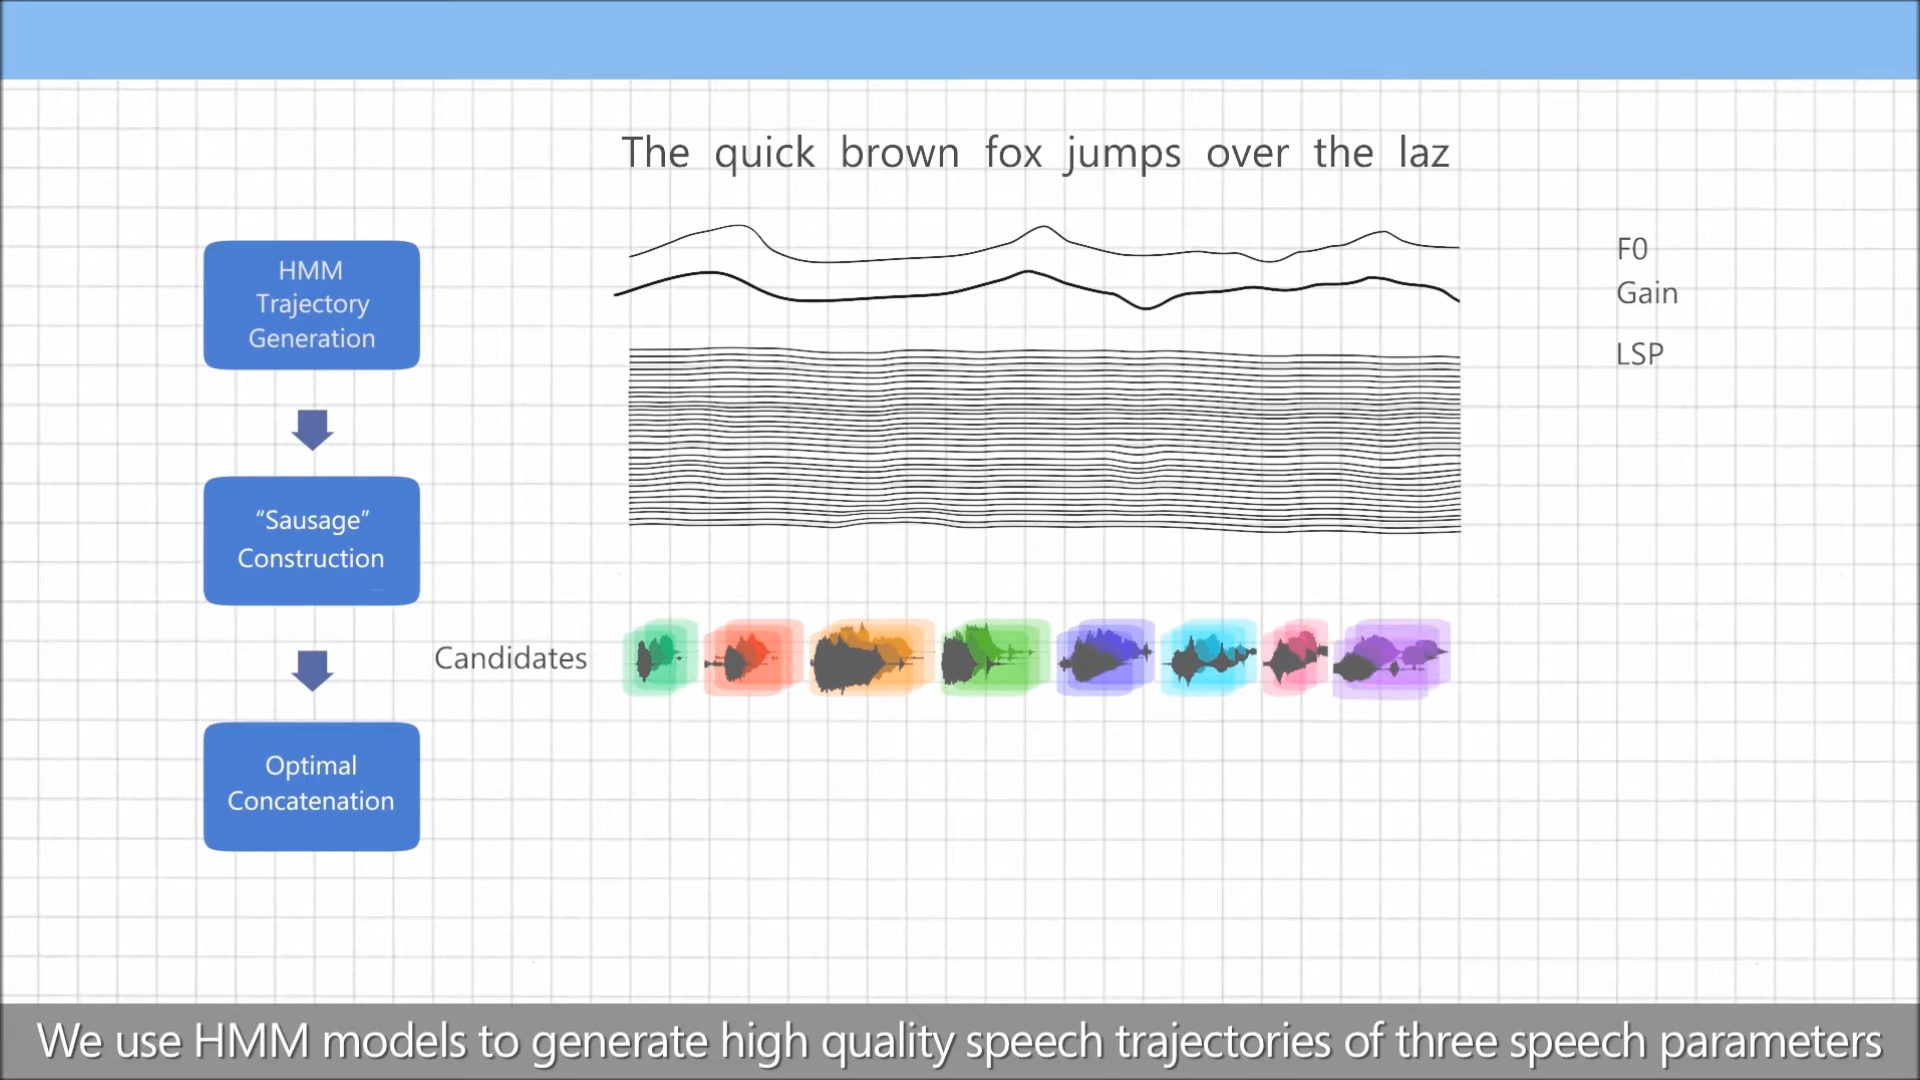 The quick brown fox jumps over the laz
F0
Gain
LSP
HMM
Trajectory
Generation
“Sausage”
Construction
Candidates
Optimal
Concatenation
We use HMM models to generate high quality speech trajectories of three speech parameters